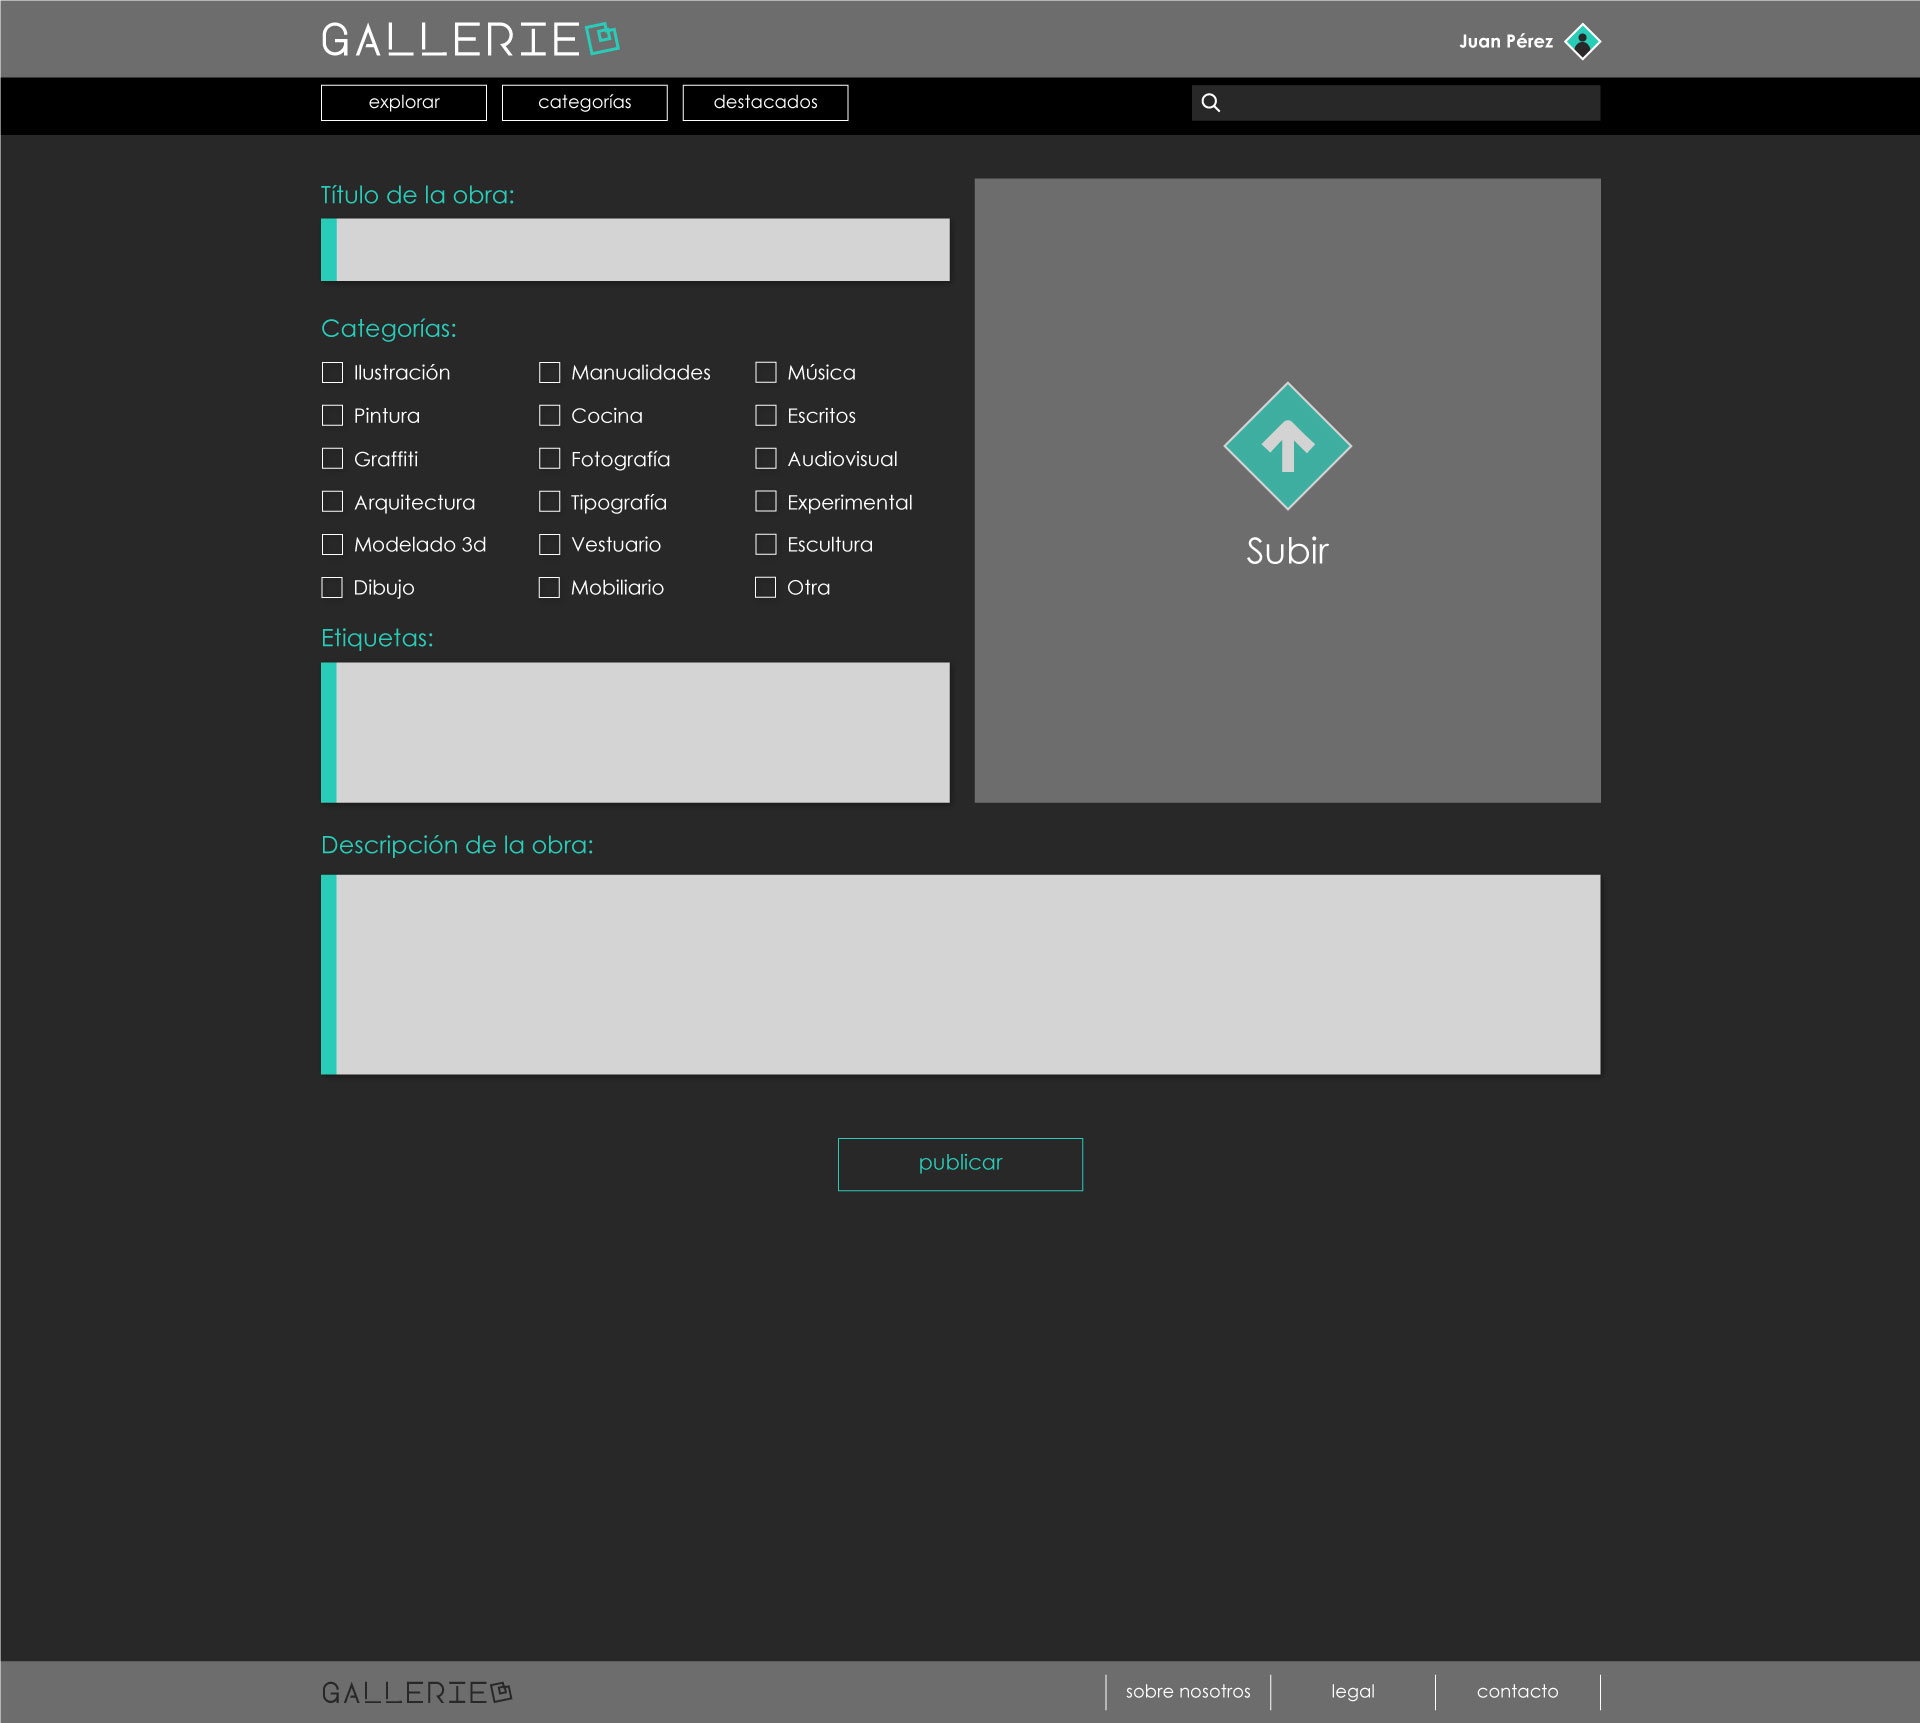 GALLERIE
Juan Pérez
explorar
categorías
destacados
Título de la obra:
Categorías:
Ilustración
Manualidades
Música
Pintura
Cocina
Escritos
Graffiti
Fotografía
Audiovisual
Arquitectura
Tipografía
Experimental
Modelado 3d
Vestuario
Escultura
Dibujo
Mobiliario
Otra
Subir
Etiquetas:
Descripción de la obra:
publicar
GALLERIE
sobre nosotros
legal
contacto